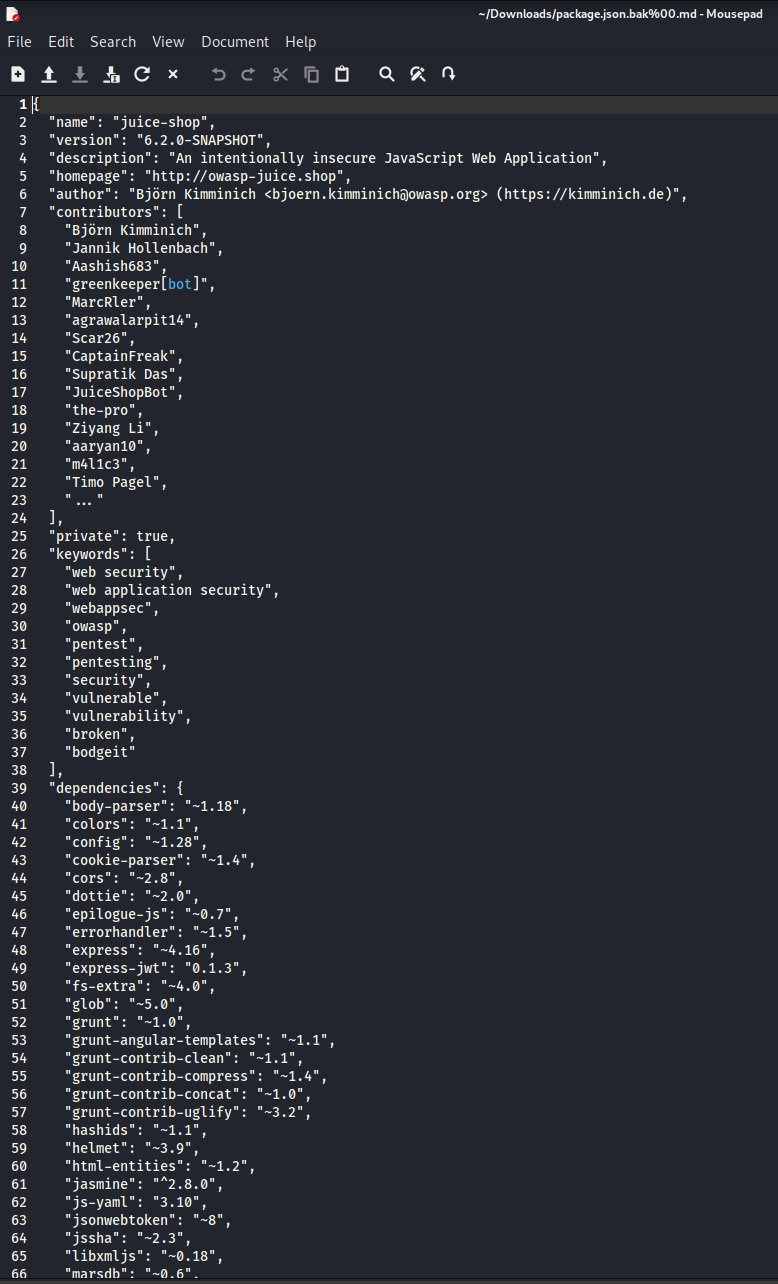 ~/Downloads/package.json.bak%00.md - Mousepad
File Edit Search View Document Help
1 {
2 "name": "juice-shop",
3 "version": "6.2.0-SNAPSHOT",
4 "description": "An intentionally insecure JavaScript Web Application",
5 "homepage": "http://owasp-juice.shop",
6 "author": "Björn Kimminich <bjoern.kimminich@owasp.org> (https://kimminich.de)",
7 "contributors": [
8 "Björn Kimminich",
9 "Jannik Hollenbach",
10 "Aashish683",
11 "greenkeeper[bot]",
12 "MarcRler",
13 "agrawalarpit14",
14 "Scar26",
15 "CaptainFreak",
16 "Supratik Das",
17 "JuiceShopBot",
18 "the-pro",
19 "Ziyang Li",
20 "aaryan10",
21 "m4l1c3",
22 "Timo Pagel",
23 "..."
24 ],
25 "private": true,
26 "keywords": [
27 "web security",
28 "web application security",
29 "webappsec",
30 "owasp",
31 "pentest",
32 "pentesting",
33 "security",
34 "vulnerable",
35 "vulnerability",
36 "broken",
37 "bodgeit"
38 ],
39 "dependencies": {
40 "body-parser": "~1.18",
41 "colors": "~1.1",
42 "config": "~1.28",
43 "cookie-parser": "~1.4",
44 "cors": "~2.8",
45 "dottie": "~2.0",
46 "epilogue-js": "~0.7",
47 "errorhandler": "~1.5",
48 "express": "~4.16",
49 "express-jwt": "0.1.3",
50 "fs-extra": "~4.0",
51 "glob": "~5.0",
52 "grunt": "~1.0",
53 "grunt-angular-templates": "~1.1",
54 "grunt-contrib-clean": "~1.1",
55 "grunt-contrib-compress": "~1.4",
56 "grunt-contrib-concat": "~1.0",
57 "grunt-contrib-uglify": "~3.2",
58 "hashids": "~1.1",
59 "helmet": "~3.9",
60 "html-entities": "~1.2",
61 "jasmine": "^2.8.0",
62 "js-yaml": "3.10",
63 "jsonwebtoken": "~8",
64 "jssha": "~2.3",
65 "libxmljs": "~0.18",
66 "marsdb": "~0.6",